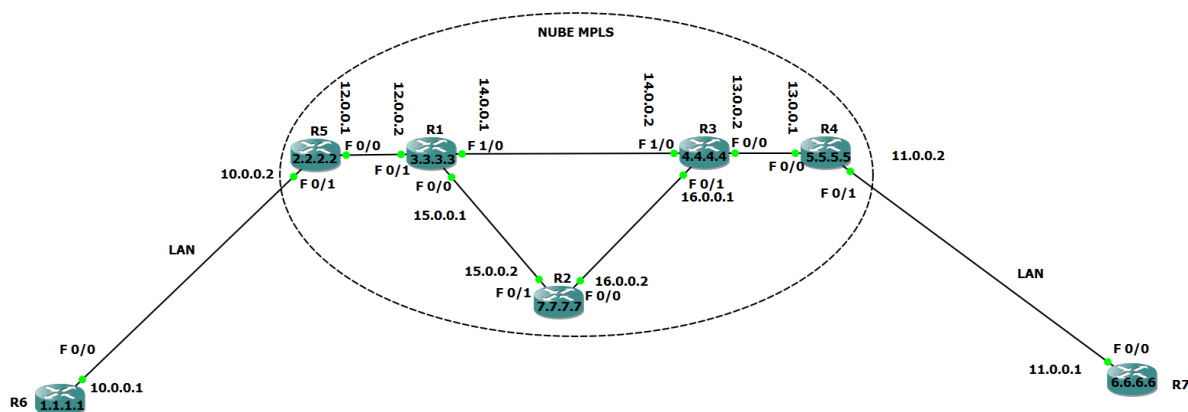 NUBE MPLS
12.0.0.1
12.0.0.2
14.0.0.1
14.0.0.2
13.0.0.2
13.0.0.1
R5
R1
R3
R4
F 0/0
F 1/0
F 1/0
F 0/0
2.2.2.2
3.3.3.3
4.4.4.4
5.5.5.5
11.0.0.2
F 0/1
F 0/0
10.0.0.2
F 0/1
F 0/0
F 0/1
F 0/1
16.0.0.1
15.0.0.1
LAN
15.0.0.2
R2
16.0.0.2
LAN
F 0/1
F 0/0
7.7.7.7
F 0/0
F 0/0
10.0.0.1
11.0.0.1
R6
1.1.1.1
6.6.6.6
R7